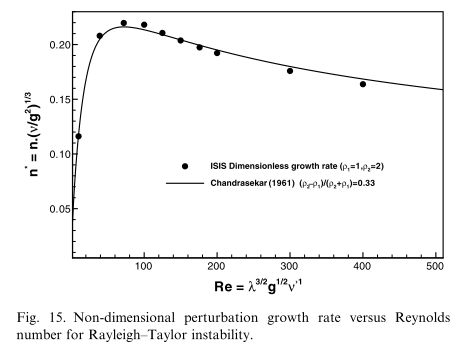 0.20
0.15
0.10
0.05
n* = n.(ν/g²)^1/3
ISIS Dimensionless growth rate (ρ₁=1,ρ₂=2)
Chandrasekar (1961) (ρ₂-ρ₁)/(ρ₂+ρ₁)=0.33
100 200 300 400 500
Re = λ^3/2 g^1/2 ν^-1
Fig. 15. Non-dimensional perturbation growth rate versus Reynolds
number for Rayleigh–Taylor instability.